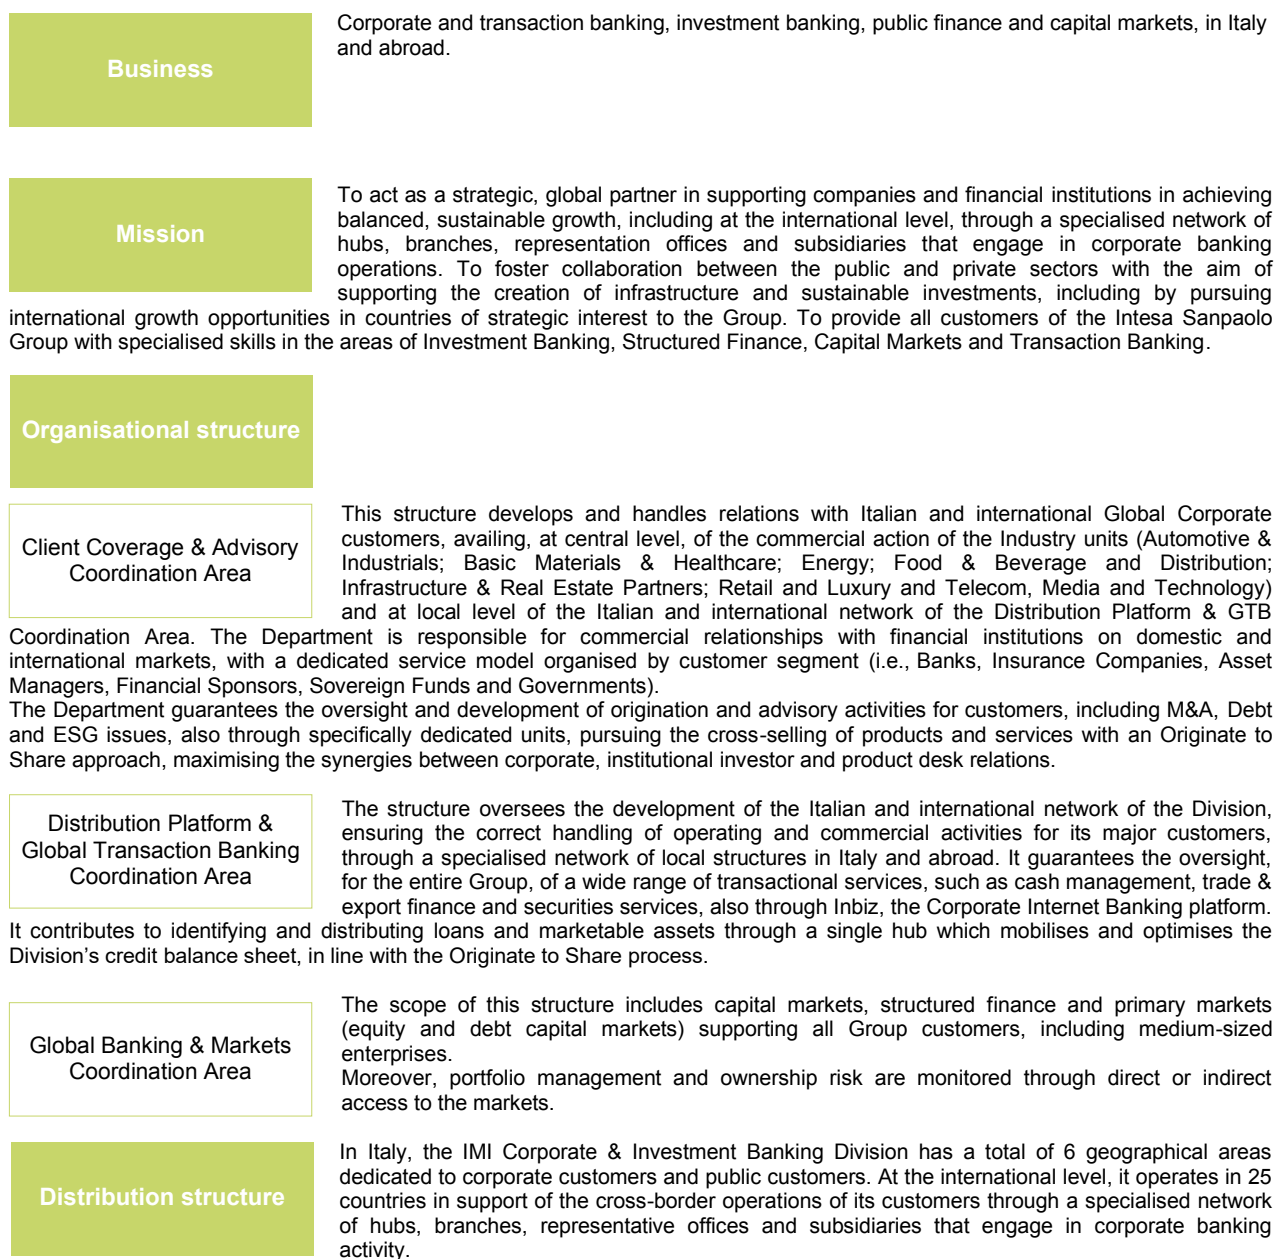 Business
Corporate and transaction banking, investment banking, public finance and capital markets, in Italy
and abroad.
Mission
To act as a strategic, global partner in supporting companies and financial institutions in achieving
balanced, sustainable growth, including at the international level, through a specialised network of
hubs, branches, representation offices and subsidiaries that engage in corporate banking
operations. To foster collaboration between the public and private sectors with the aim of
supporting the creation of infrastructure and sustainable investments, including by pursuing
international growth opportunities in countries of strategic interest to the Group. To provide all customers of the Intesa Sanpaolo
Group with specialised skills in the areas of Investment Banking, Structured Finance, Capital Markets and Transaction Banking.
Organisational structure
Client Coverage & Advisory
Coordination Area
This structure develops and handles relations with Italian and international Global Corporate
customers, availing, at central level, of the commercial action of the Industry units (Automotive &
Industrials; Basic Materials & Healthcare; Energy; Food & Beverage and Distribution;
Infrastructure & Real Estate Partners; Retail and Luxury and Telecom, Media and Technology)
and at local level of the Italian and international network of the Distribution Platform & GTB
Coordination Area. The Department is responsible for commercial relationships with financial institutions on domestic and
international markets, with a dedicated service model organised by customer segment (i.e., Banks, Insurance Companies, Asset
Managers, Financial Sponsors, Sovereign Funds and Governments).
The Department guarantees the oversight and development of origination and advisory activities for customers, including M&A, Debt
and ESG issues, also through specifically dedicated units, pursuing the cross-selling of products and services with an Originate to
Share approach, maximising the synergies between corporate, institutional investor and product desk relations.
Distribution Platform &
Global Transaction Banking
Coordination Area
The structure oversees the development of the Italian and international network of the Division,
ensuring the correct handling of operating and commercial activities for its major customers,
through a specialised network of local structures in Italy and abroad. It guarantees the oversight,
for the entire Group, of a wide range of transactional services, such as cash management, trade &
export finance and securities services, also through Inbiz, the Corporate Internet Banking platform.
It contributes to identifying and distributing loans and marketable assets through a single hub which mobilises and optimises the
Division's credit balance sheet, in line with the Originate to Share process.
Global Banking & Markets
Coordination Area
The scope of this structure includes capital markets, structured finance and primary markets
(equity and debt capital markets) supporting all Group customers, including medium-sized
enterprises.
Moreover, portfolio management and ownership risk are monitored through direct or indirect
access to the markets.
Distribution structure
In Italy, the IMI Corporate & Investment Banking Division has a total of 6 geographical areas
dedicated to corporate customers and public customers. At the international level, it operates in 25
countries in support of the cross-border operations of its customers through a specialised network
of hubs, branches, representative offices and subsidiaries that engage in corporate banking
activity.